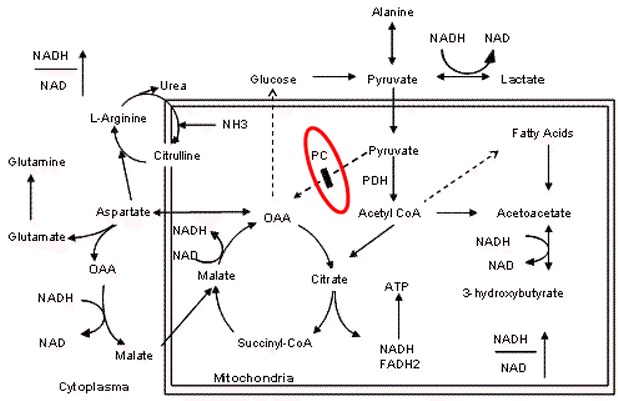 Alanine
NADH
NAD
NADH NAD
Glucose
Pyruvate
Lactate
Urea
L-Arginine
NH3
Citrulline
Fatty Acids
Glutamine
PC
Pyruvate
PDH
Aspartate
OAA
Acetyl CoA
Acetoacetate
Glutamate
NADH
NAD
NADH
NAD
OAA
Malate
Citrate
ATP
3-hydroxybutyrate
NADH
NAD
Malate
Succinyl-CoA
NADH
FADH2
NADH
NAD
Cytoplasma
Mitochondria